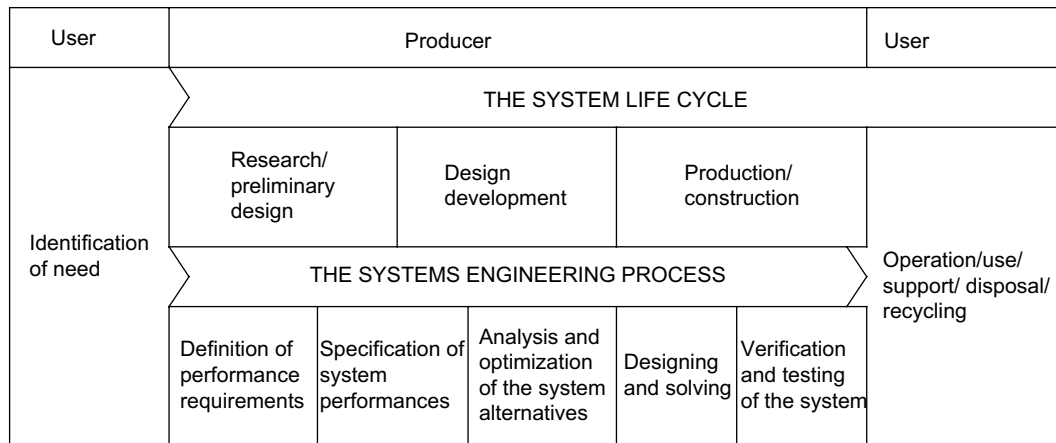 User
Producer
User
THE SYSTEM LIFE CYCLE
Research/
preliminary
design
Design
development
Production/
construction
Identification
of need
THE SYSTEMS ENGINEERING PROCESS
Operation/use/
support/ disposal/
recycling
Definition of
performance
requirements
Specification of
system
performances
Analysis and
optimization
of the system
alternatives
Designing
and solving
Verification
and testing
of the system